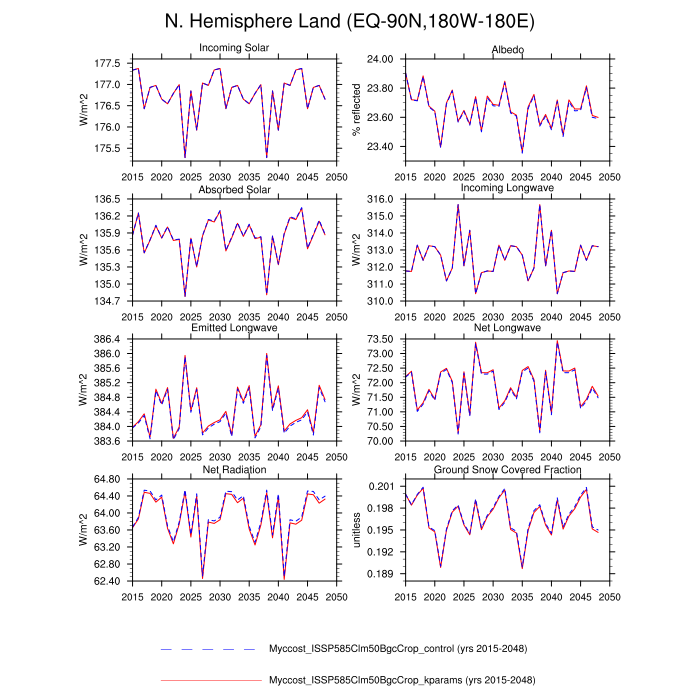 N. Hemisphere Land (EQ-90N,180W-180E)
Incoming Solar
W/m^2
177.5
177.0
176.5
176.0
175.5
2015 2020 2025 2030 2035 2040 2045 2050
Albedo
% reflected
24.00
23.80
23.60
23.40
2015 2020 2025 2030 2035 2040 2045 2050
Absorbed Solar
W/m^2
136.5
136.2
135.9
135.6
135.3
135.0
134.7
2015 2020 2025 2030 2035 2040 2045 2050
Incoming Longwave
W/m^2
316.0
315.0
314.0
313.0
312.0
311.0
310.0
2015 2020 2025 2030 2035 2040 2045 2050
Emitted Longwave
W/m^2
386.4
386.0
385.6
385.2
384.8
384.4
384.0
383.6
2015 2020 2025 2030 2035 2040 2045 2050
Net Longwave
W/m^2
73.50
73.00
72.50
72.00
71.50
71.00
70.50
70.00
2015 2020 2025 2030 2035 2040 2045 2050
Net Radiation
W/m^2
64.80
64.40
64.00
63.60
63.20
62.80
62.40
2015 2020 2025 2030 2035 2040 2045 2050
Ground Snow Covered Fraction
unitless
0.201
0.198
0.195
0.192
0.189
2015 2020 2025 2030 2035 2040 2045 2050
Myccost_ISSP585Clm50BgcCrop_control (yrs 2015-2048)
Myccost_ISSP585Clm50BgcCrop_kparams (yrs 2015-2048)